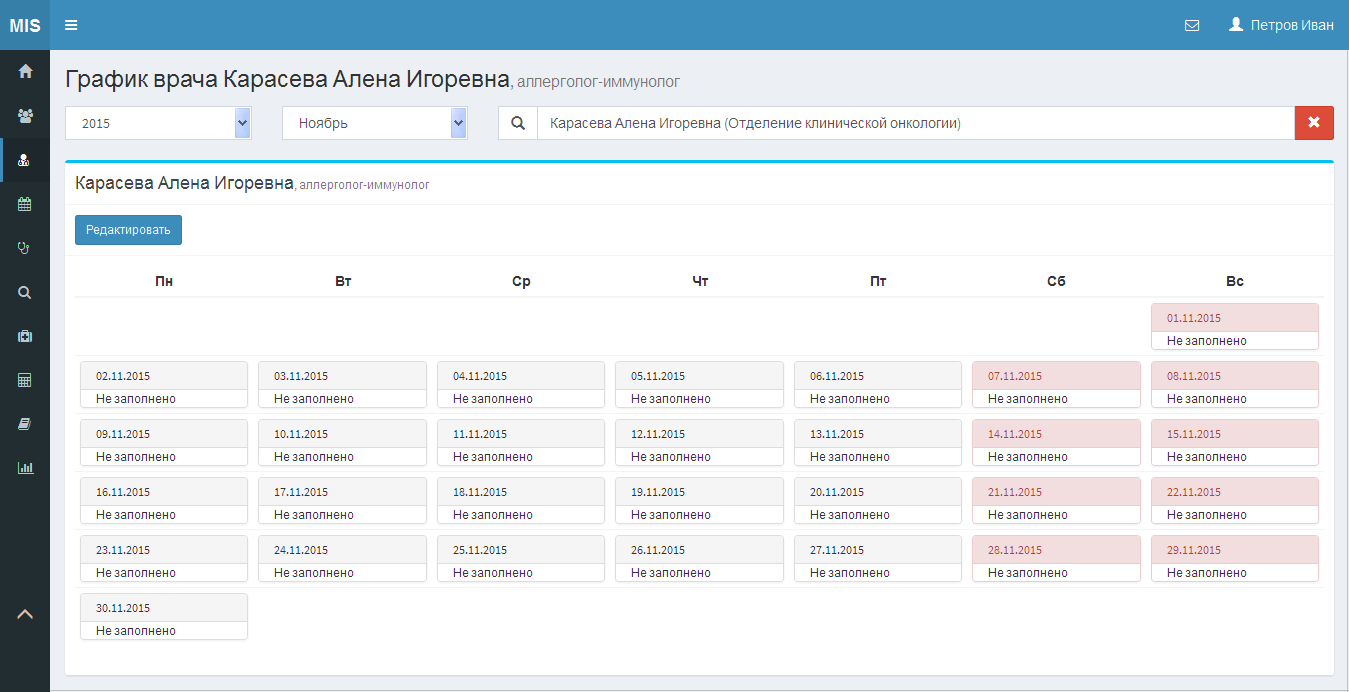 MIS
Петров Иван
График врача Карасева Алена Игоревна, аллерголог-иммунолог
2015 Ноябрь Карасева Алена Игоревна (Отделение клинической онкологии)
Карасева Алена Игоревна, аллерголог-иммунолог
Редактировать
Пн Вт Ср Чт Пт Сб Вс
01.11.2015
Не заполнено
02.11.2015 03.11.2015 04.11.2015 05.11.2015 06.11.2015 07.11.2015 08.11.2015
Не заполнено Не заполнено Не заполнено Не заполнено Не заполнено Не заполнено Не заполнено
09.11.2015 10.11.2015 11.11.2015 12.11.2015 13.11.2015 14.11.2015 15.11.2015
Не заполнено Не заполнено Не заполнено Не заполнено Не заполнено Не заполнено Не заполнено
16.11.2015 17.11.2015 18.11.2015 19.11.2015 20.11.2015 21.11.2015 22.11.2015
Не заполнено Не заполнено Не заполнено Не заполнено Не заполнено Не заполнено Не заполнено
23.11.2015 24.11.2015 25.11.2015 26.11.2015 27.11.2015 28.11.2015 29.11.2015
Не заполнено Не заполнено Не заполнено Не заполнено Не заполнено Не заполнено Не заполнено
30.11.2015
Не заполнено